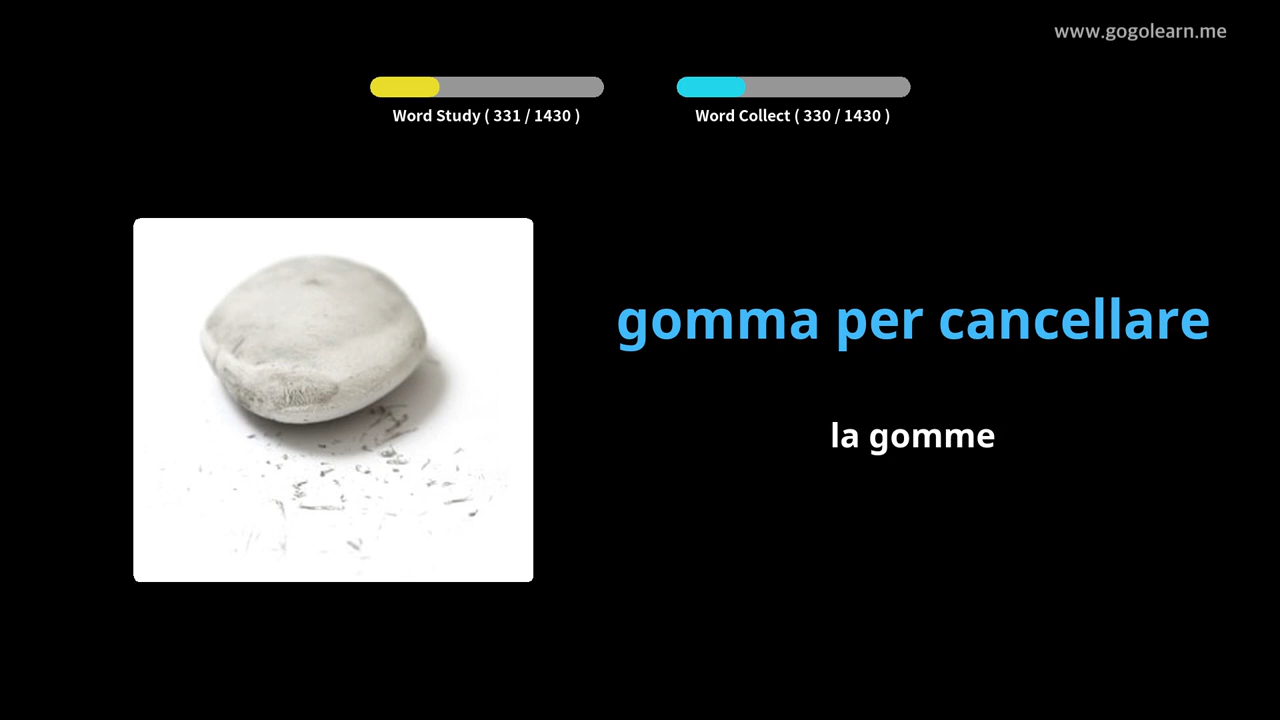 www.gogolearn.me
Word Study ( 331 / 1430 )
Word Collect ( 330 / 1430 )
gomma per cancellare
la gomme